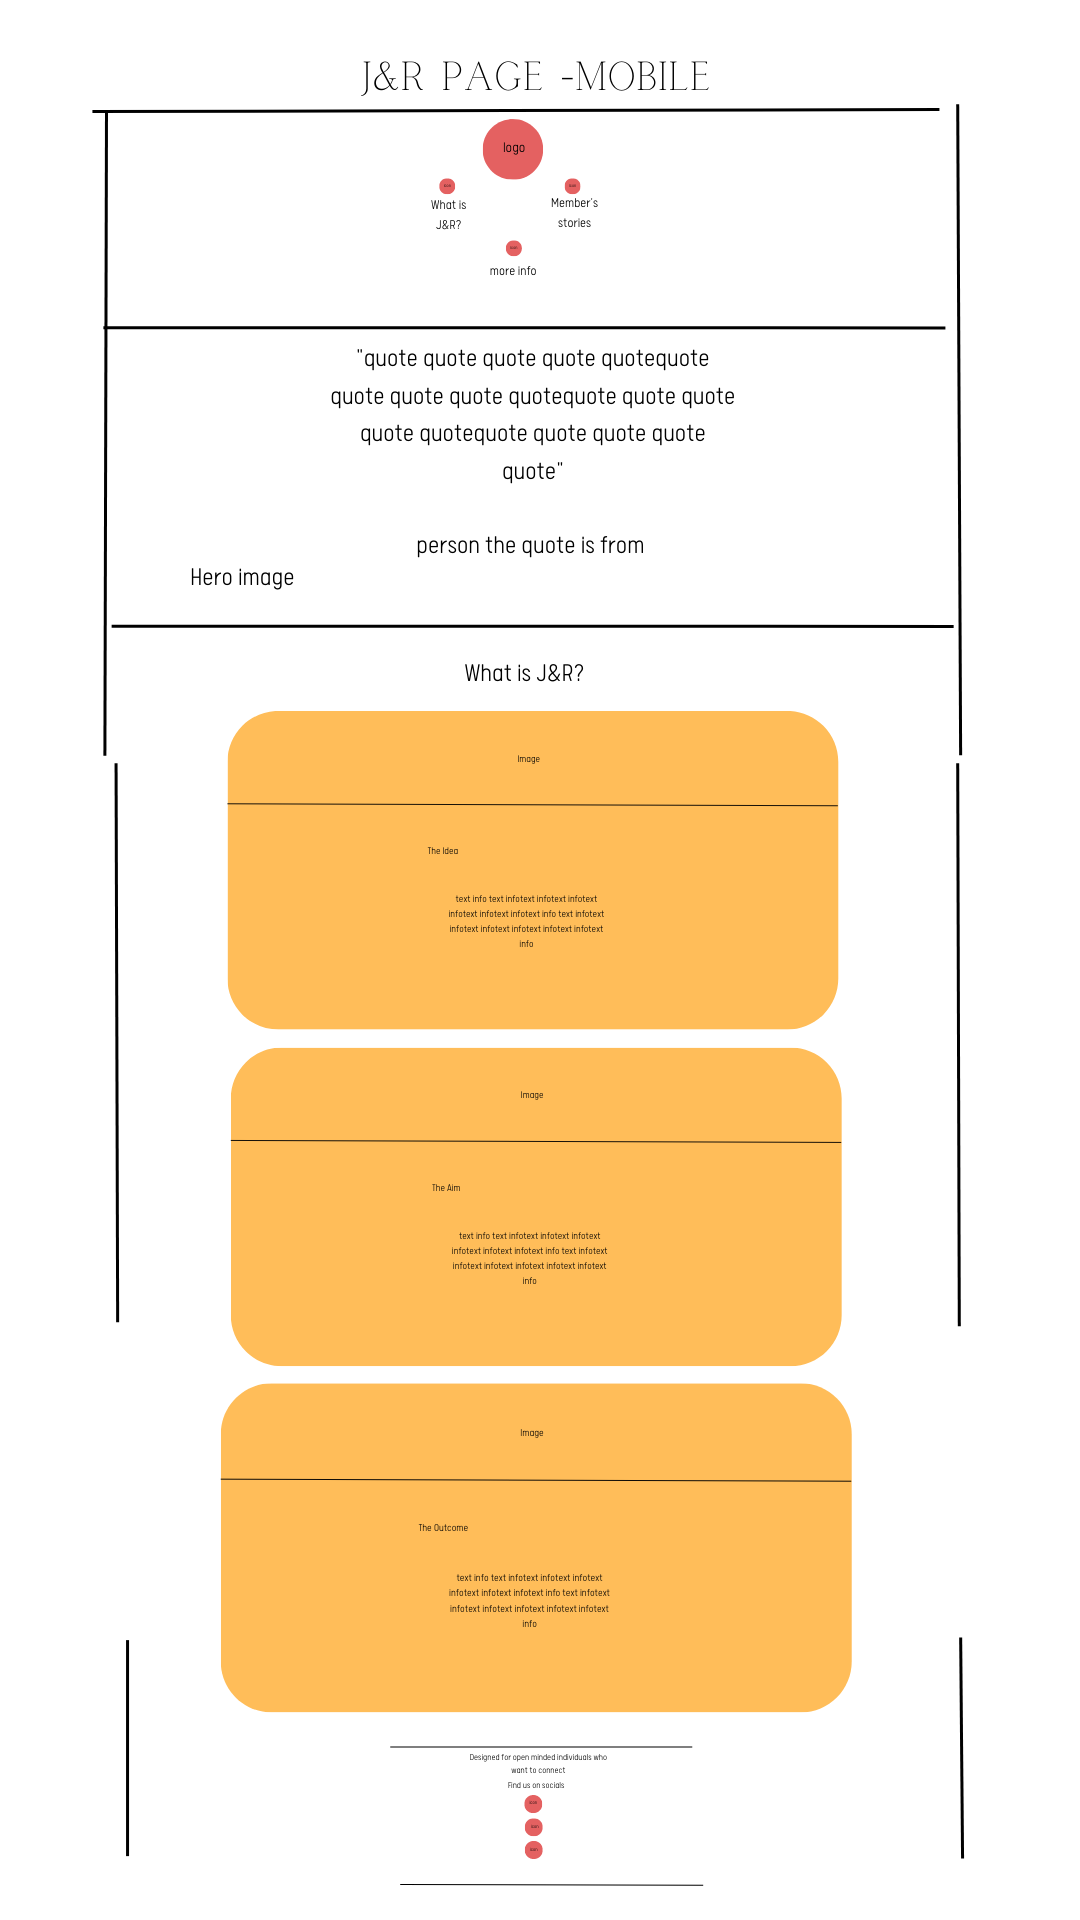 J&R PAGE -MOBILE
logo
What is
J&R?
Member's
stories
more info
"quote quote quote quote quotequote
quote quote quote quotequote quote quote
quote quotequote quote quote quote
quote"
person the quote is from
Hero image
What is J&R?
Image
The Idea
text info text infotext infotext infotext
infotext infotext infotext info text infotext
infotext infotext infotext infotext infotext
info
Image
The Aim
text info text infotext infotext infotext
infotext infotext infotext info text infotext
infotext infotext infotext infotext infotext
info
Image
The Outcome
text info text infotext infotext infotext
infotext infotext infotext info text infotext
infotext infotext infotext infotext infotext
info
Designed for open minded individuals who
want to connect
Find us on socials